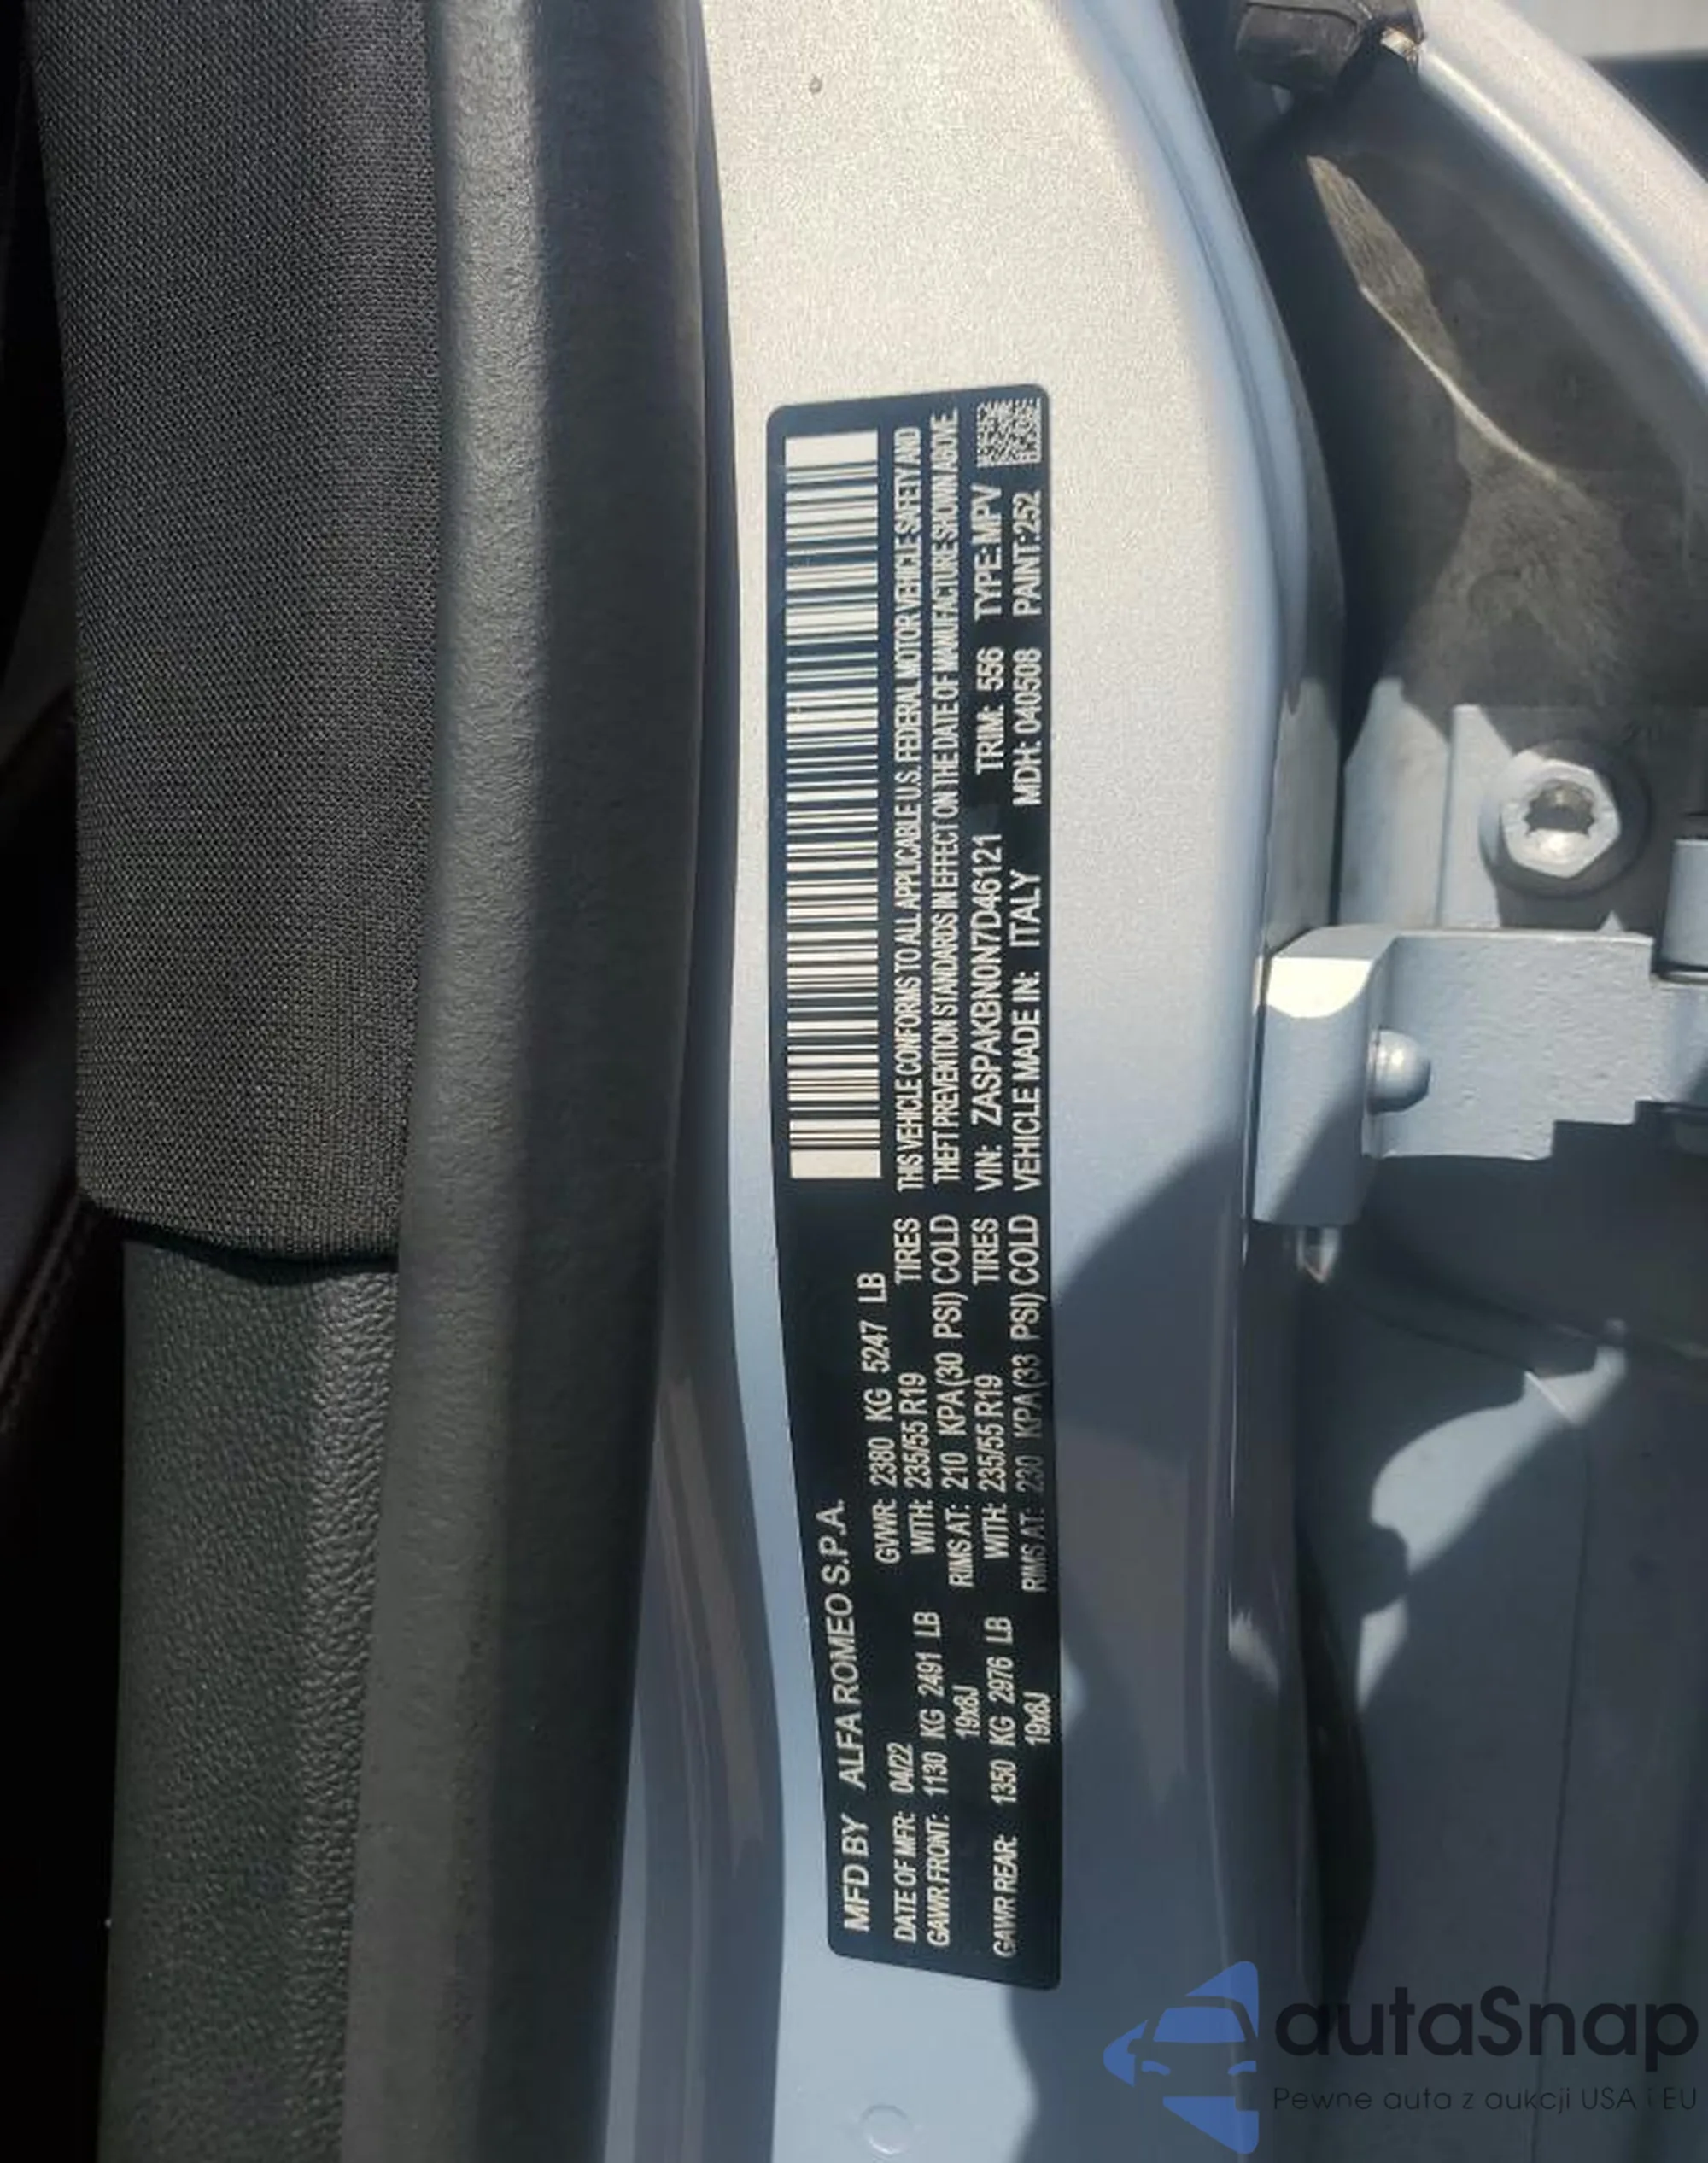 MFD BY ALFA ROMEO S.P.A.
DATE OF MFR: 04/22 GVWR: 2380 KG 5247 LB
GAWR FRONT: 1130 KG 2491 LB WITH: 235/55 R19 TIRES
19x8J RIMS AT: 210 KPA (30 PSI) COLD
GAWR REAR: 1350 KG 2976 LB WITH: 235/55 R19 TIRES
19x8J RIMS AT: 230 KPA (33 PSI) COLD
THIS VEHICLE CONFORMS TO ALL APPLICABLE U.S. FEDERAL MOTOR VEHICLE SAFETY AND
THEFT PREVENTION STANDARDS IN EFFECT ON THE DATE OF MANUFACTURE SHOWN ABOVE.
VIN: ZASPAKBN0N7D46121 TRIM: 556 TYPE: MPV
VEHICLE MADE IN: ITALY MDH: 040508 PAINT: 252
autaSnap
Pewne auta z aukcji USA i EU